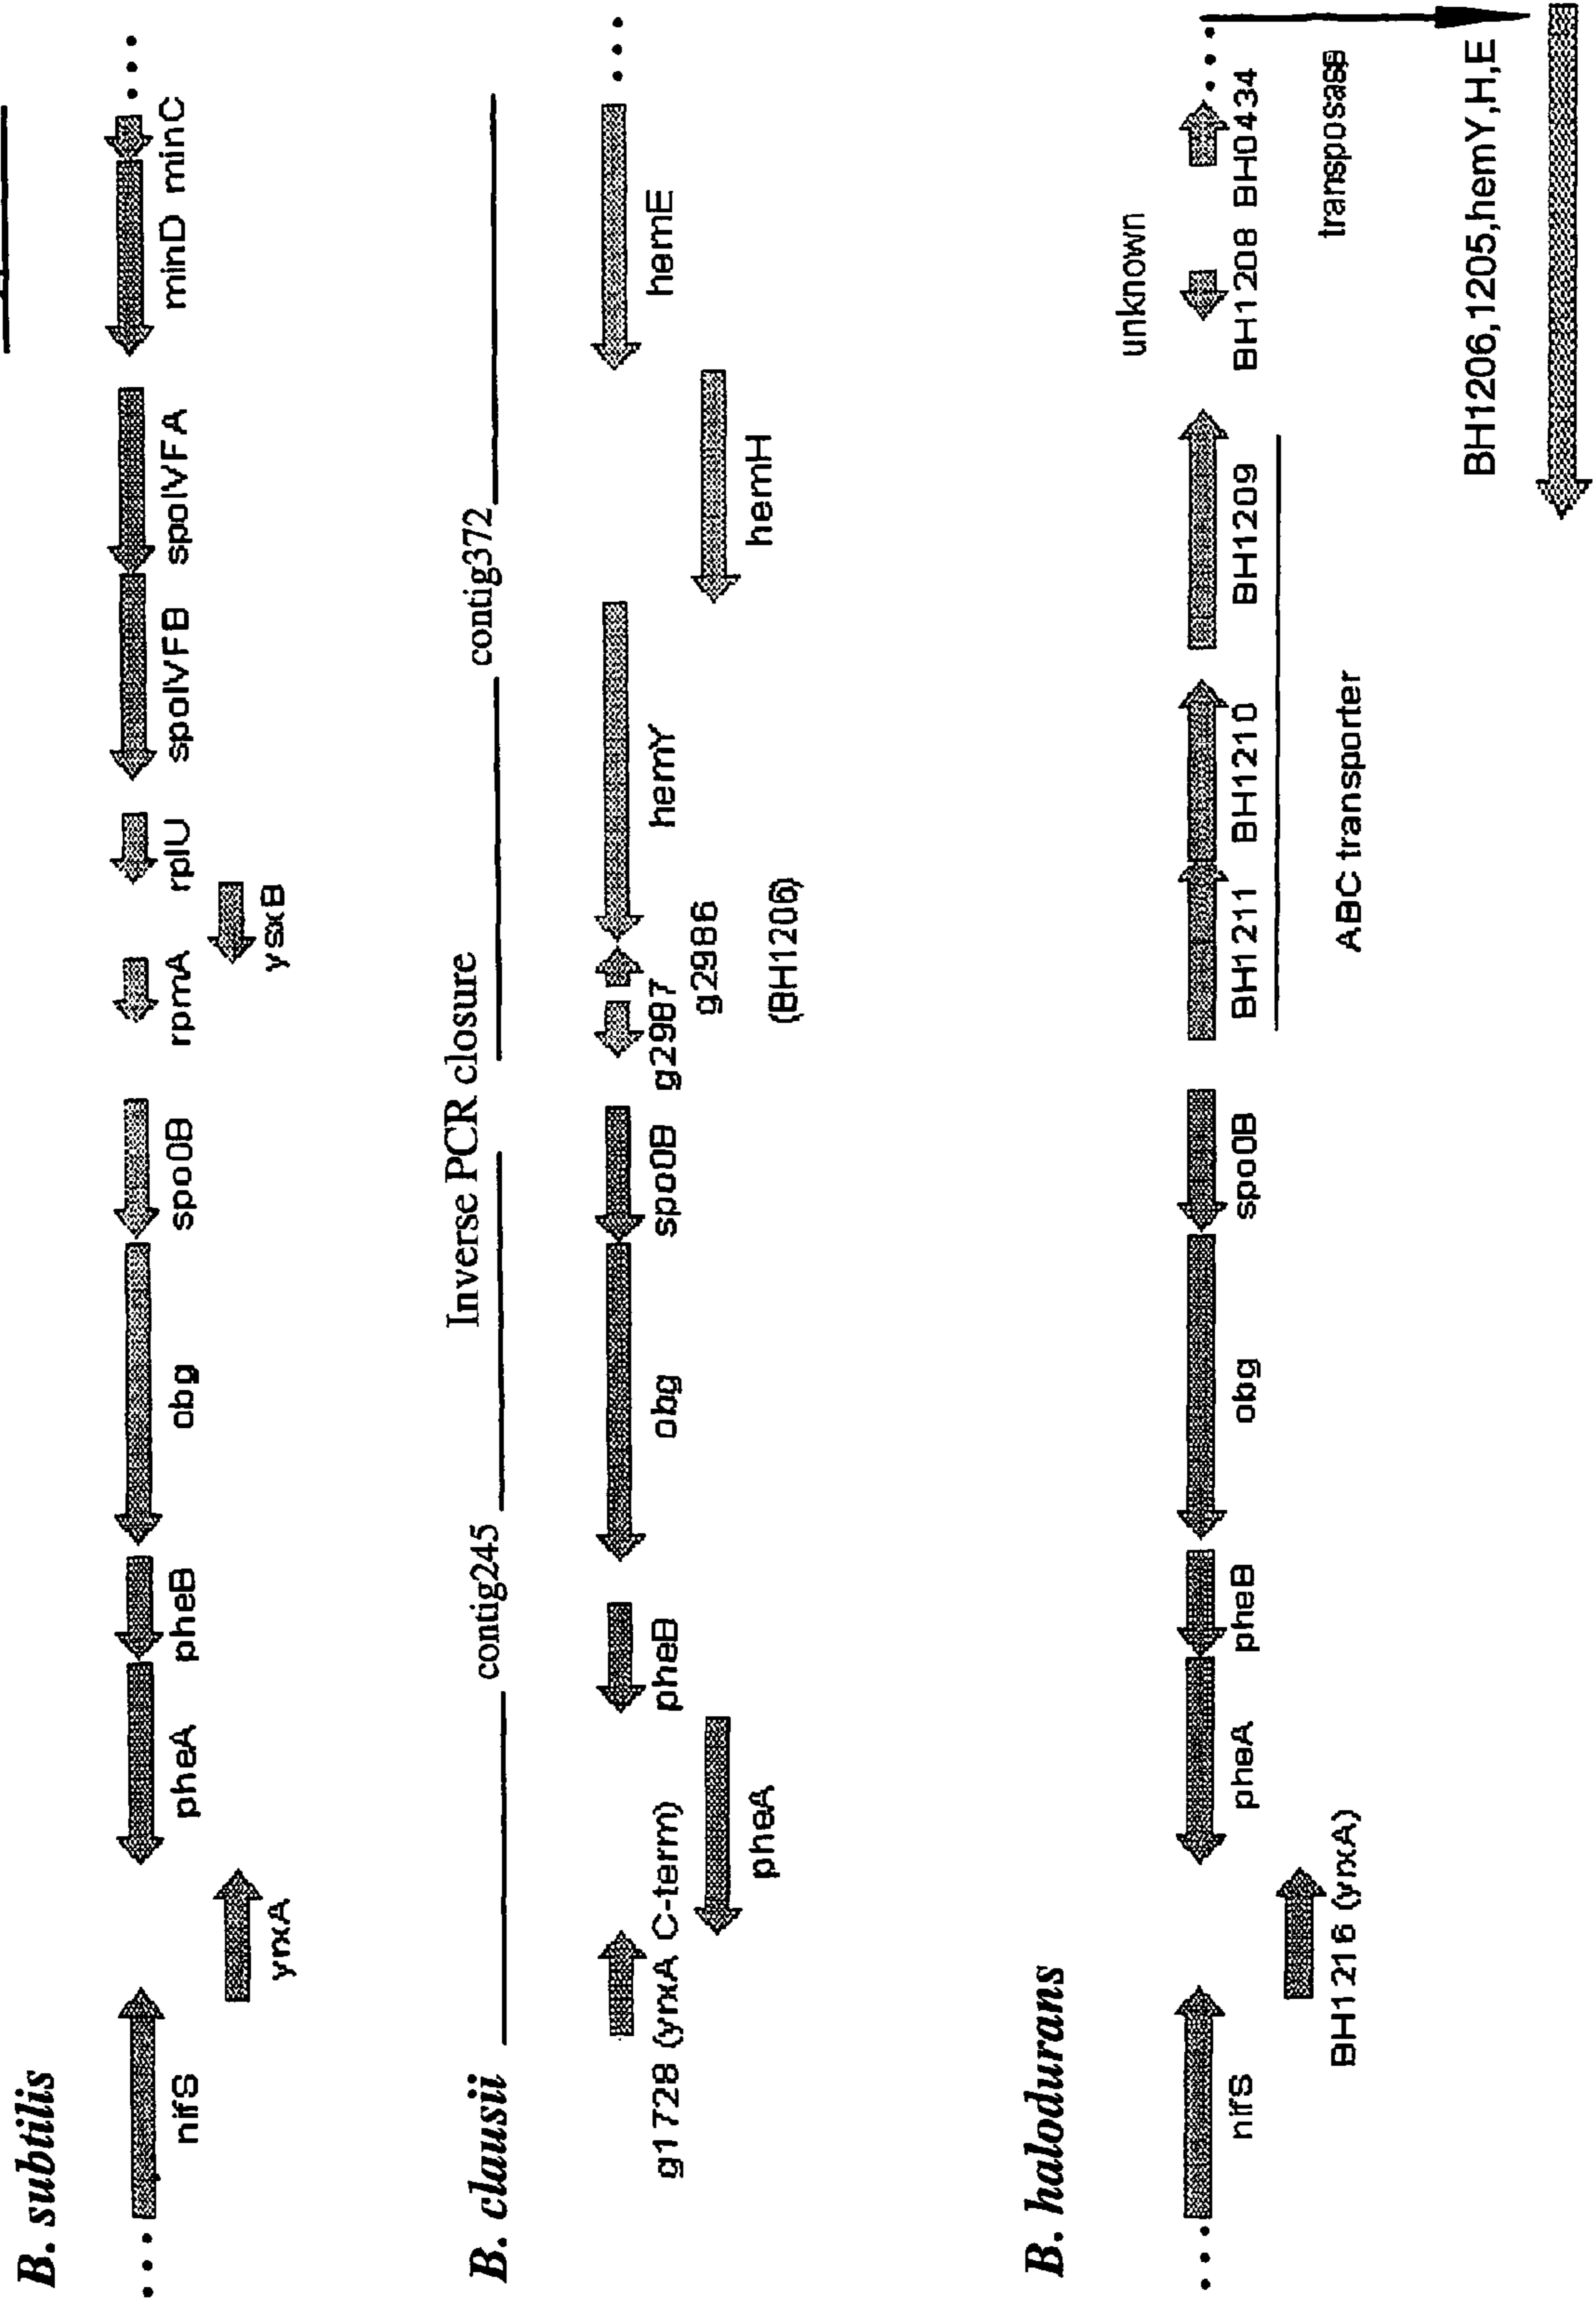 B. subtilis
nifS
yrxA
pheA
pheB
obg
spo0B
rpmA
ysxB
rplU
spoIVFB
spoIVFA
minD
minC
B. clausii
contig245
Inverse PCR closure
contig372
g1728 (yrxA C-term)
pheA
pheB
obg
spo0B
g2987
g2986
(BH1206)
hemY
hemH
hemE
B. halodurans
nifS
BH1216 (yrxA)
pheA
pheB
obg
spo0B
BH1211
BH1210
BH1209
ABC transporter
unknown
BH1208
BH0434
transposase
BH1206,1205,hemY,H,E